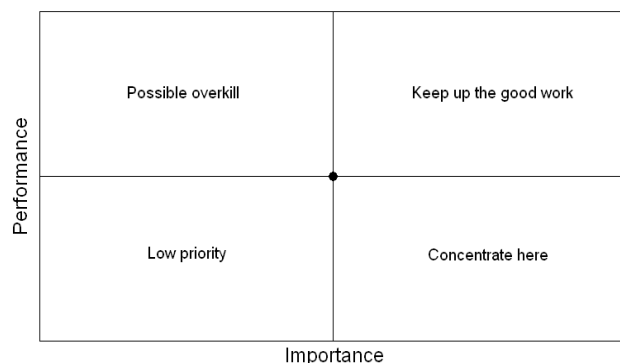 Possible overkill
Keep up the good work
Performance
Low priority
Concentrate here
Importance